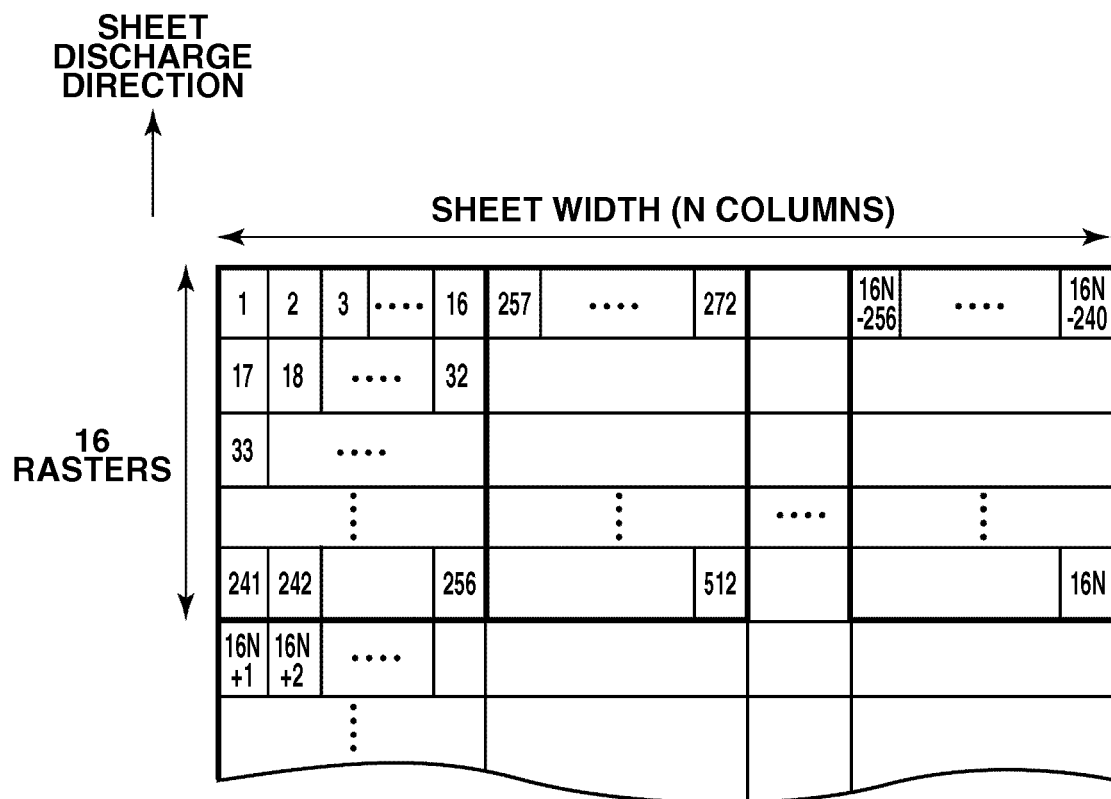 SHEET
DISCHARGE
DIRECTION
SHEET WIDTH (N COLUMNS)
16
RASTERS
1 2 3 •••• 16 257 •••• 272 16N -256 •••• 16N -240
17 18 •••• 32
33 ••••
••••
241 242 256 512 16N
16N +1 16N +2 ••••